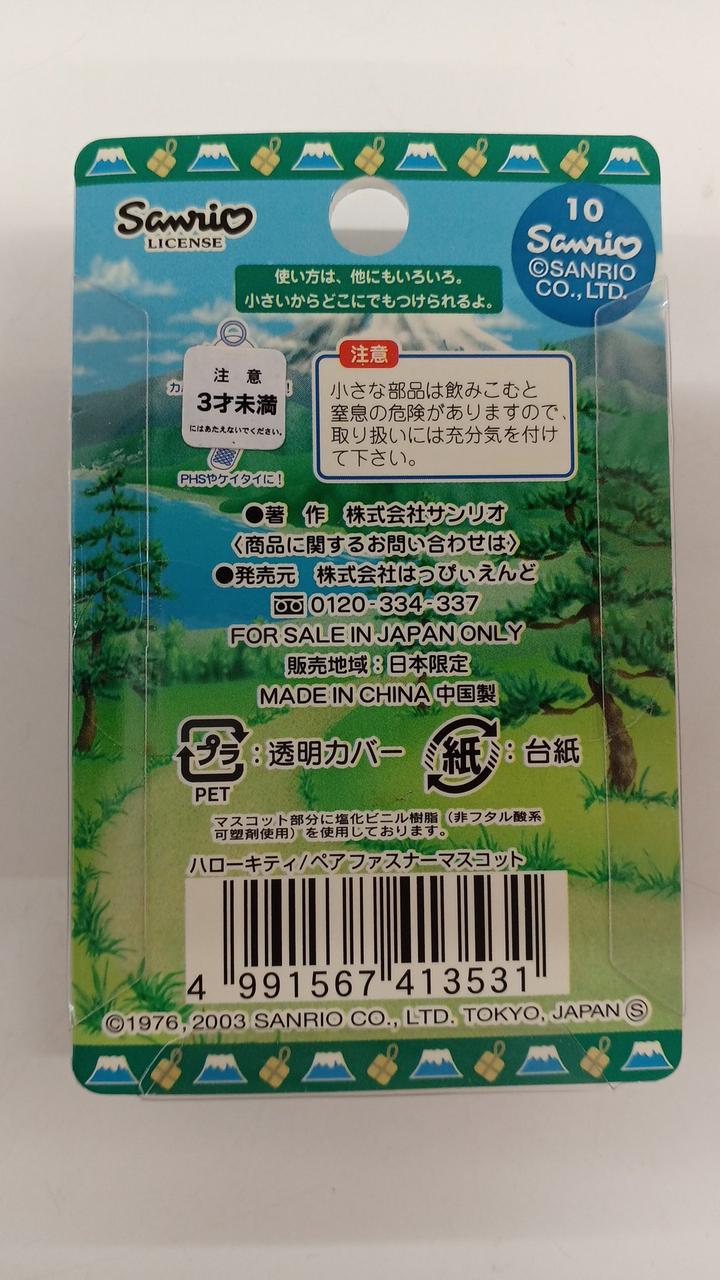 Sanrio
LICENSE
10
Sanrio
©SANRIO
CO.,LTD.
使い方は、他にもいろいろ。
小さいからどこにでもつけられるよ。
注意
小さな部品は飲みこむと
窒息の危険がありますので、
取り扱いには充分気を付け
て下さい。
カ
！
注 意
3才未満
にはあたえないでください。
PHSやケイタイに！
●著 作 株式会社サンリオ
〈商品に関するお問い合わせは〉
●発売元 株式会社はっぴぃえんど
0120-334-337
FOR SALE IN JAPAN ONLY
販売地域：日本限定
MADE IN CHINA 中国製
プラ：透明カバー
PET
紙：台紙
マスコット部分に塩化ビニル樹脂（非フタル酸系
可塑剤使用）を使用しております。
ハローキティ/ペアファスナーマスコット
4 991567 413531
©1976, 2003 SANRIO CO., LTD. TOKYO, JAPAN Ⓢ